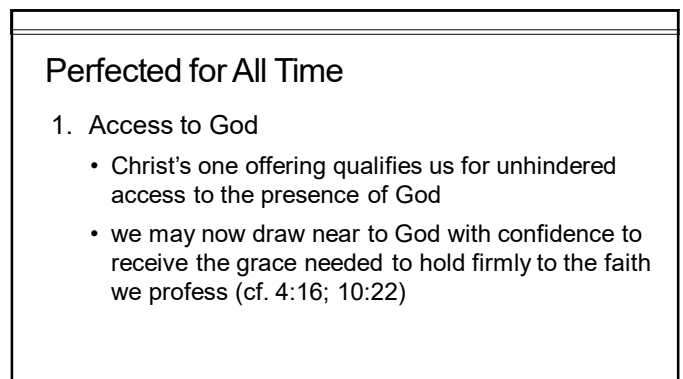 Perfected for All Time
1. Access to God
• Christ’s one offering qualifies us for unhindered
access to the presence of God
• we may now draw near to God with confidence to
receive the grace needed to hold firmly to the faith
we profess (cf. 4:16; 10:22)